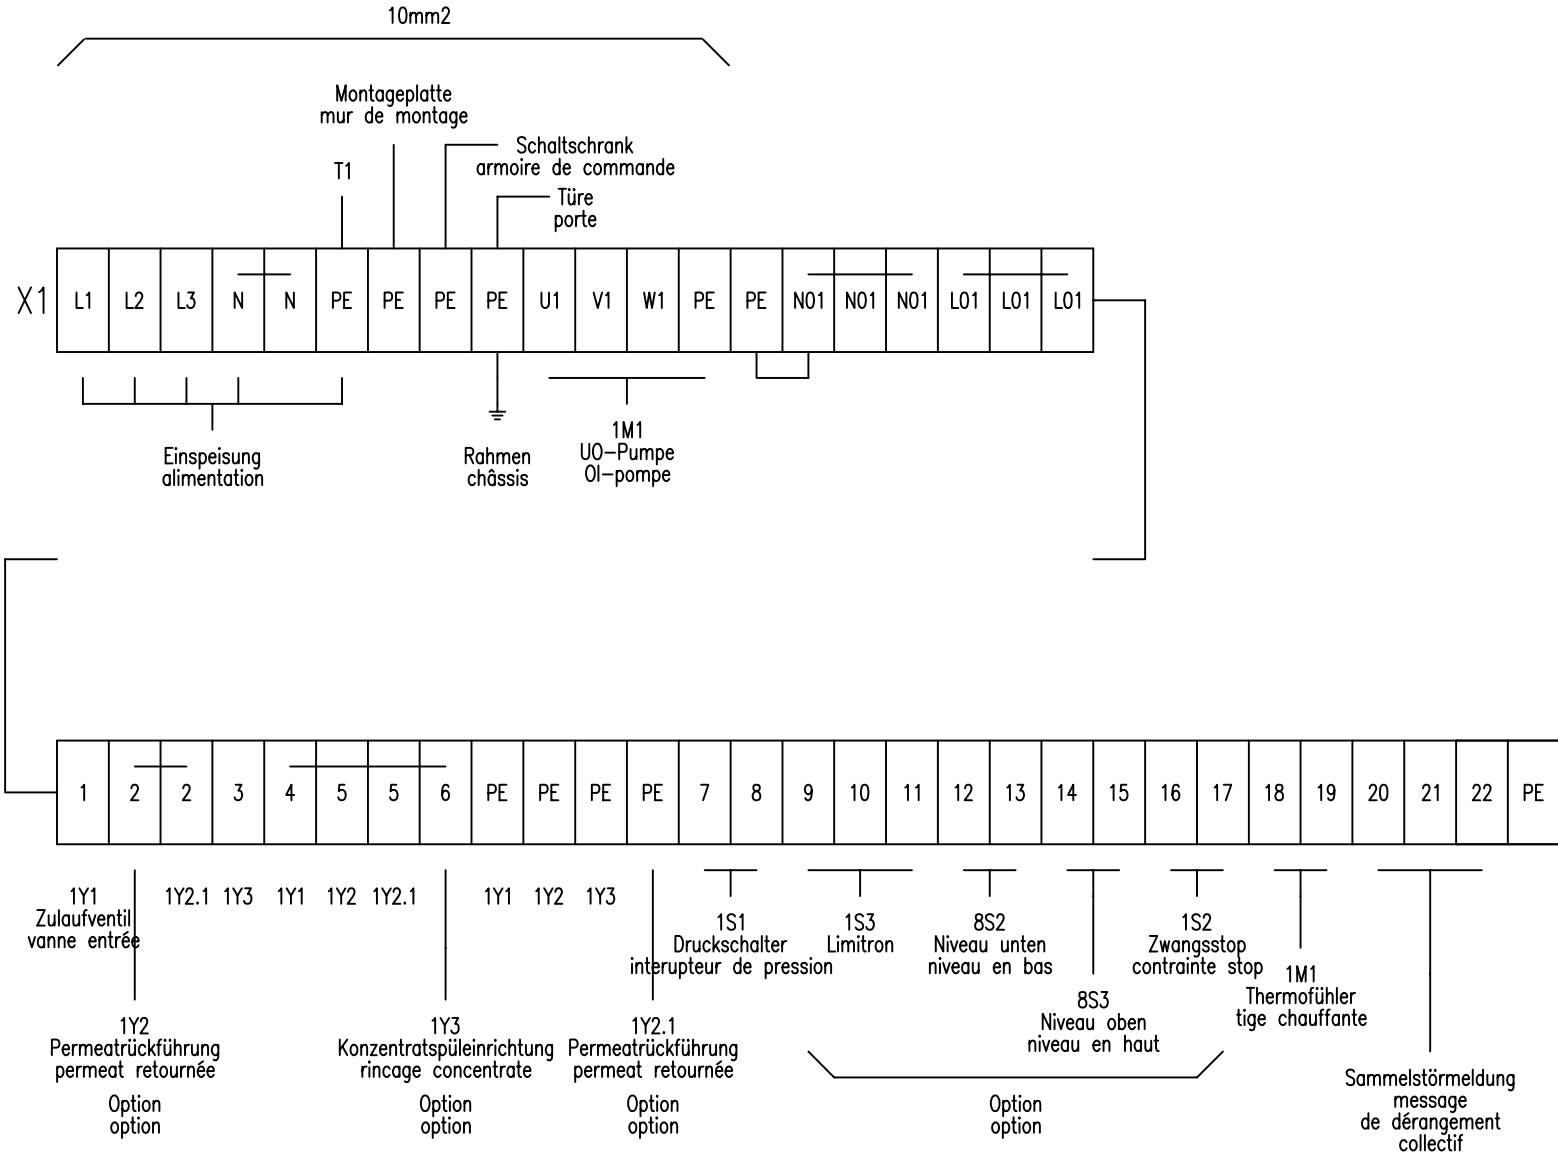 10mm2
Montageplatte
mur de montage
Schaltschrank
armoire de commande
T1
Türe
porte
X1 L1 L2 L3 N N PE PE PE PE U1 V1 W1 PE PE N01 N01 N01 L01 L01 L01
Einspeisung
alimentation
Rahmen
châssis
1M1
UO-Pumpe
OI-pompe
1 2 2 3 4 5 5 6 PE PE PE PE 7 8 9 10 11 12 13 14 15 16 17 18 19 20 21 22 PE
1Y1
Zulaufventil
vanne entrée
1Y2.1 1Y3 1Y1 1Y2 1Y2.1 1Y1 1Y2 1Y3
1S1
Druckschalter
interupteur de pression
1S3
Limitron
8S2
Niveau unten
niveau en bas
1S2
Zwangsstop
contrainte stop
1M1
Thermofühler
tige chauffante
8S3
Niveau oben
niveau en haut
1Y2
Permeatrückführung
permeat retournée
Option
option
1Y3
Konzentratspüleinrichtung
rincage concentrate
Option
option
1Y2.1
Permeatrückführung
permeat retournée
Option
option
Option
option
Sammelstörmeldung
message
de dérangement
collectif